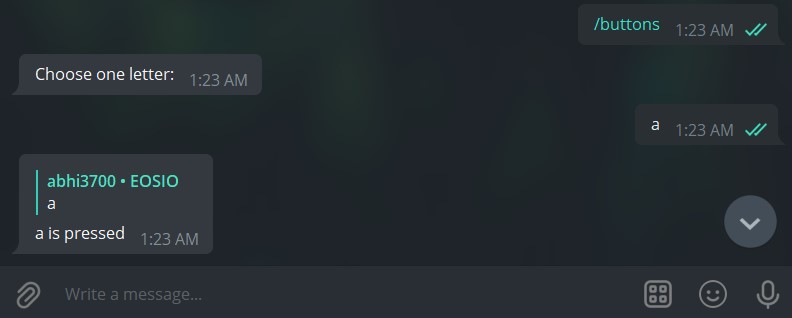 /buttons 1:23 AM
Choose one letter: 1:23 AM
a 1:23 AM
abhi3700 • EOSIO
a
a is pressed 1:23 AM
Write a message...